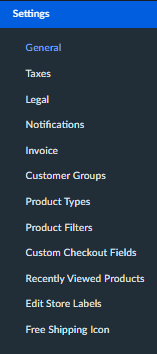 Settings
General
Taxes
Legal
Notifications
Invoice
Customer Groups
Product Types
Product Filters
Custom Checkout Fields
Recently Viewed Products
Edit Store Labels
Free Shipping Icon